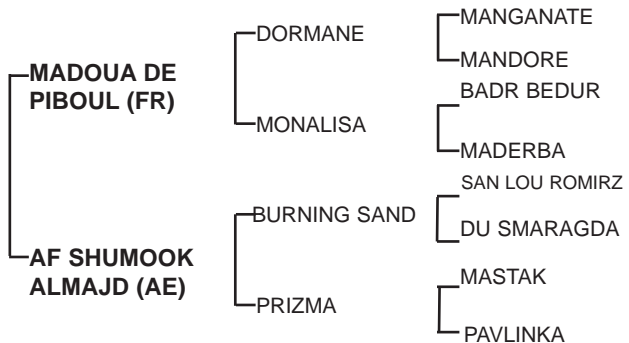 MADOUA DE
PIBOUL (FR)
DORMANE
MANGANATE
MANDORE
MONALISA
BADR BEDUR
MADERBA
AF SHUMOOK
ALMAJD (AE)
BURNING SAND
SAN LOU ROMIRZ
DU SMARAGDA
PRIZMA
MASTAK
PAVLINKA